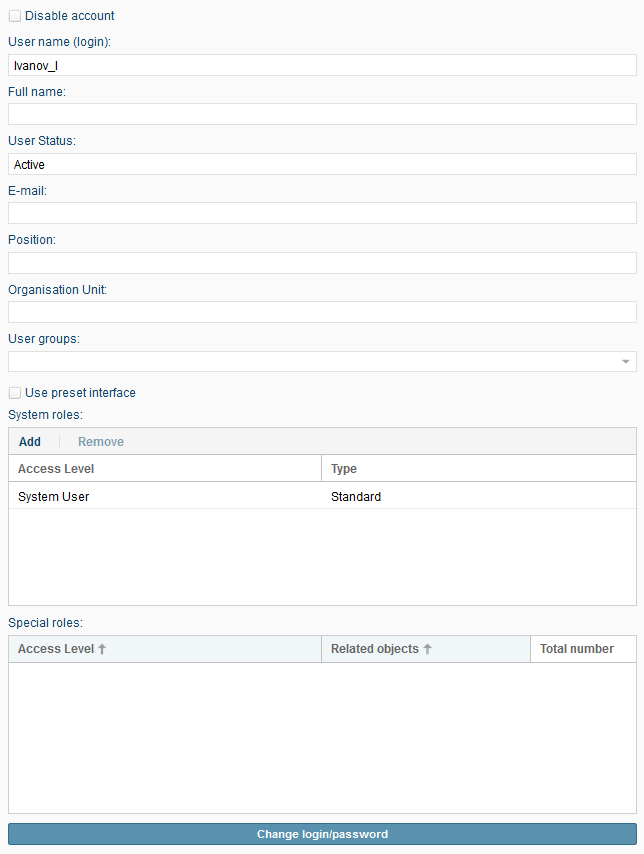 Disable account
User name (login):
Ivanov_I
Full name:
User Status:
Active
E-mail:
Position:
Organisation Unit:
User groups:
Use preset interface
System roles:
Add Remove
Access Level Type
System User Standard
Special roles:
Access Level Related objects Total number
Change login/password